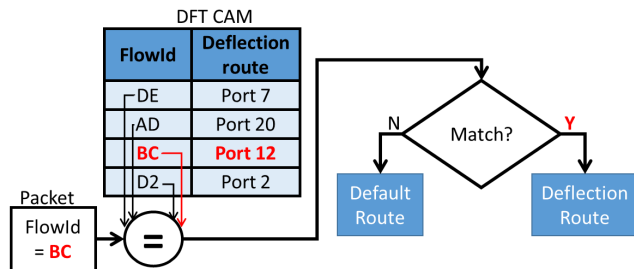 DFT CAM
FlowId Deflection
route
DE Port 7
AD Port 20
BC Port 12
D2 Port 2
Packet
FlowId
= BC
=
Match?
N
Y
Default
Route
Deflection
Route